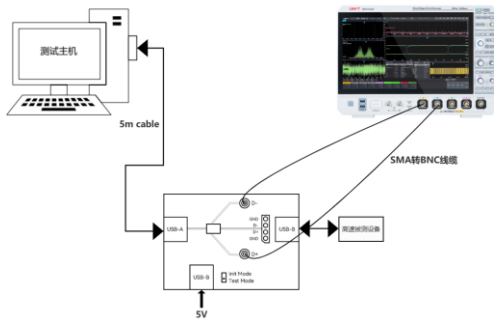 测试主机
5m cable
SMA转BNC线缆
D-
GND
D-
D+
GND
USB-A
USB-B
高速被测设备
D+
USB-B
Init Mode
Test Mode
5V